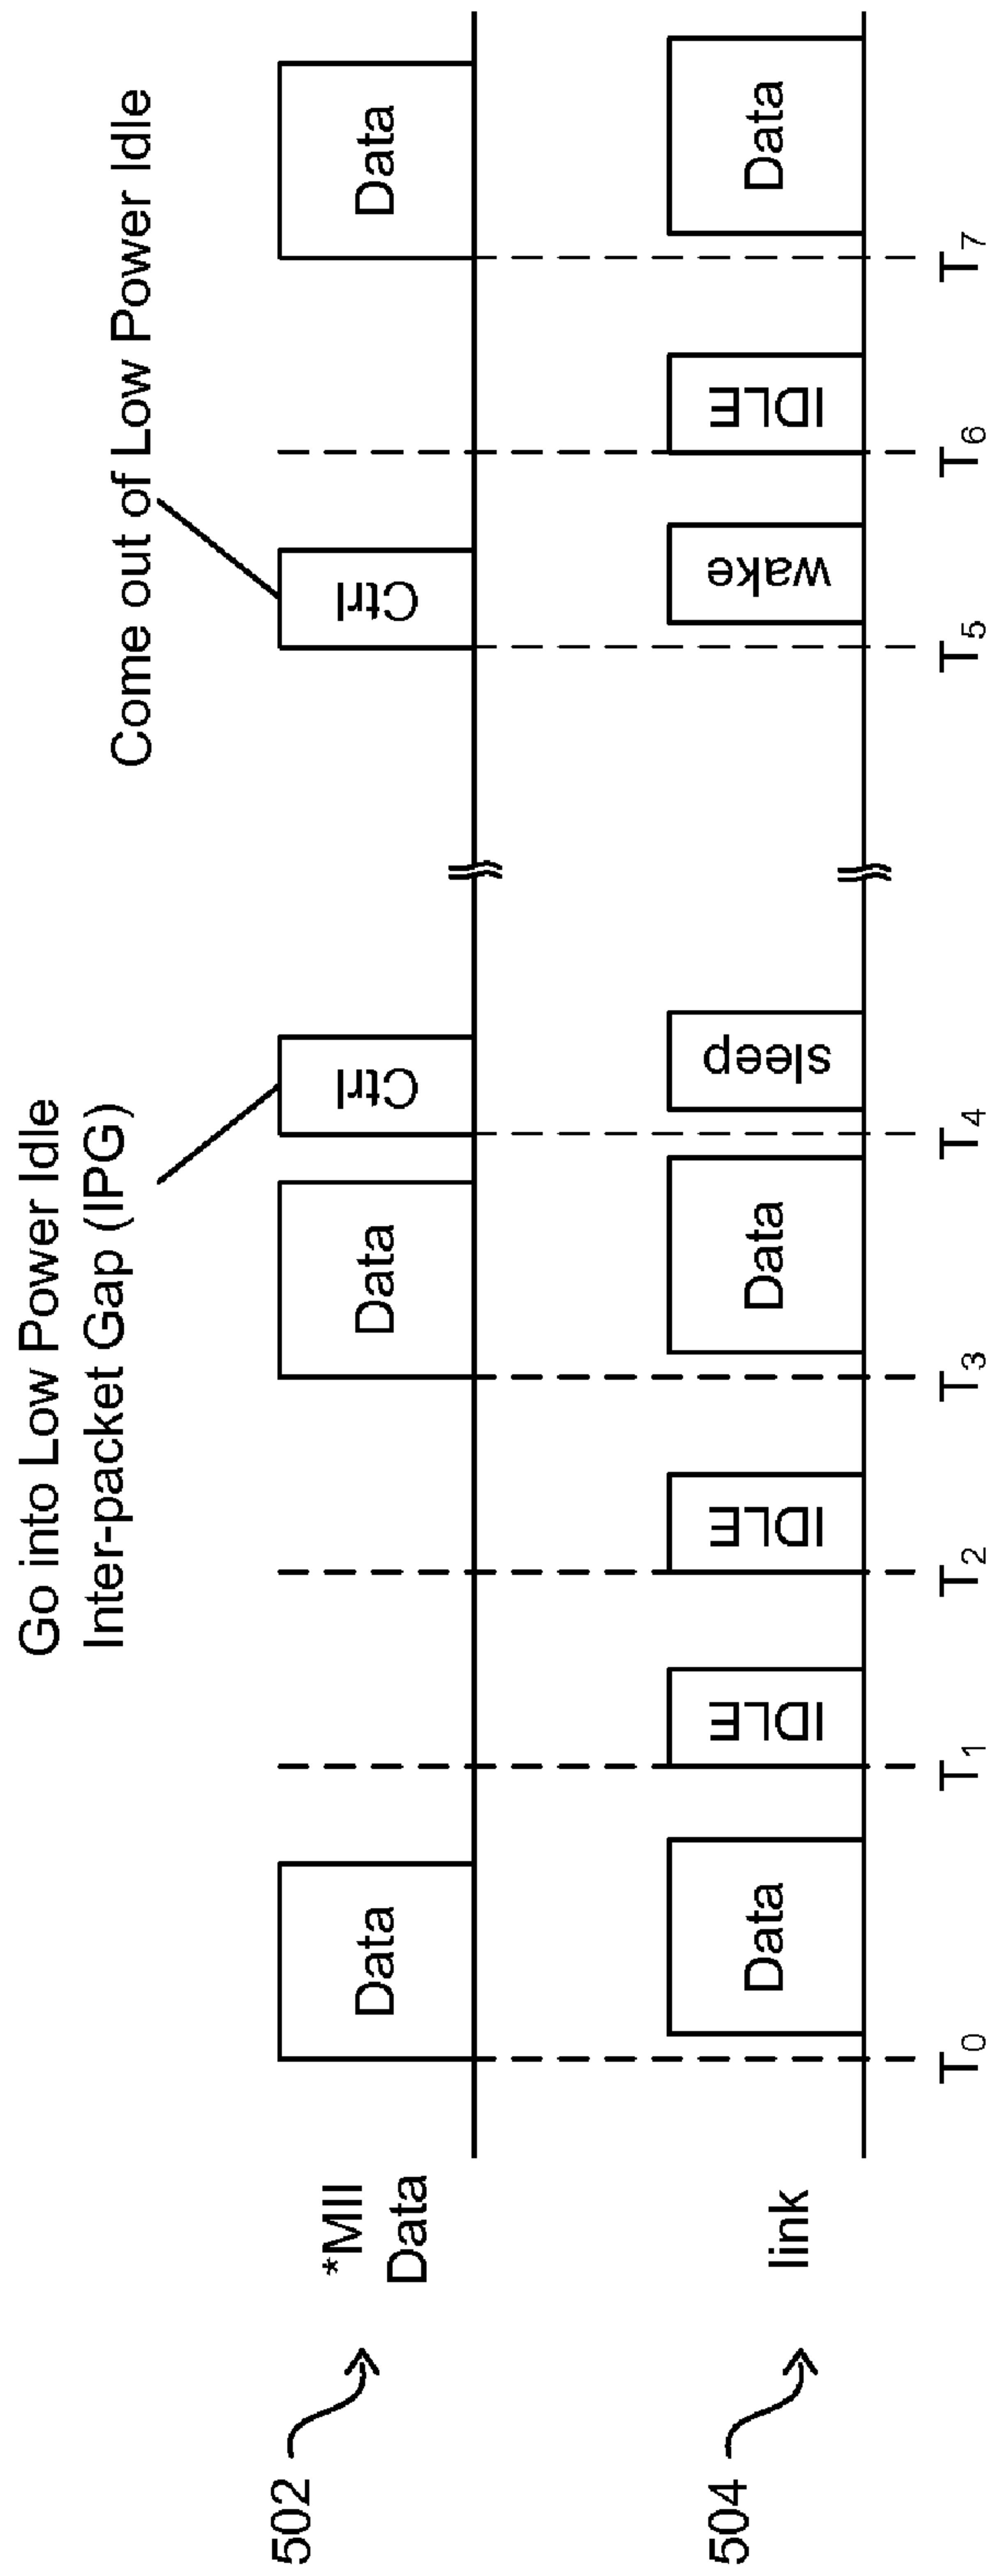 Go into Low Power Idle
Inter-packet Gap (IPG)
Come out of Low Power Idle
502
*MII
Data
Data
Data
Ctrl
Ctrl
Data
504
link
Data
IDLE
IDLE
Data
sleep
wake
IDLE
Data
T0
T1
T2
T3
T4
T5
T6
T7